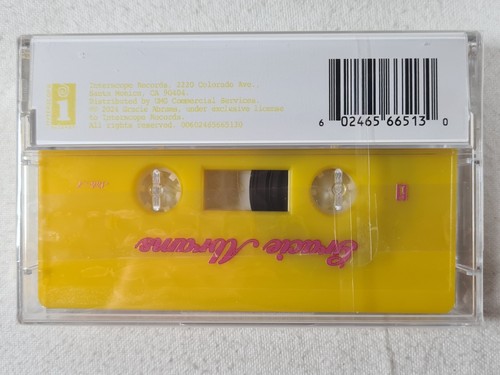 i
Interscope Records. 2220 Colorado Ave.
Santa Monica, CA 90404.
Distributed by UMG Commercial Services.
℗© 2024 Gracie Abrams, under exclusive license
to Interscope Records.
All rights reserved. 00602465665130
6 02465 66513 0
Gracie Abrams